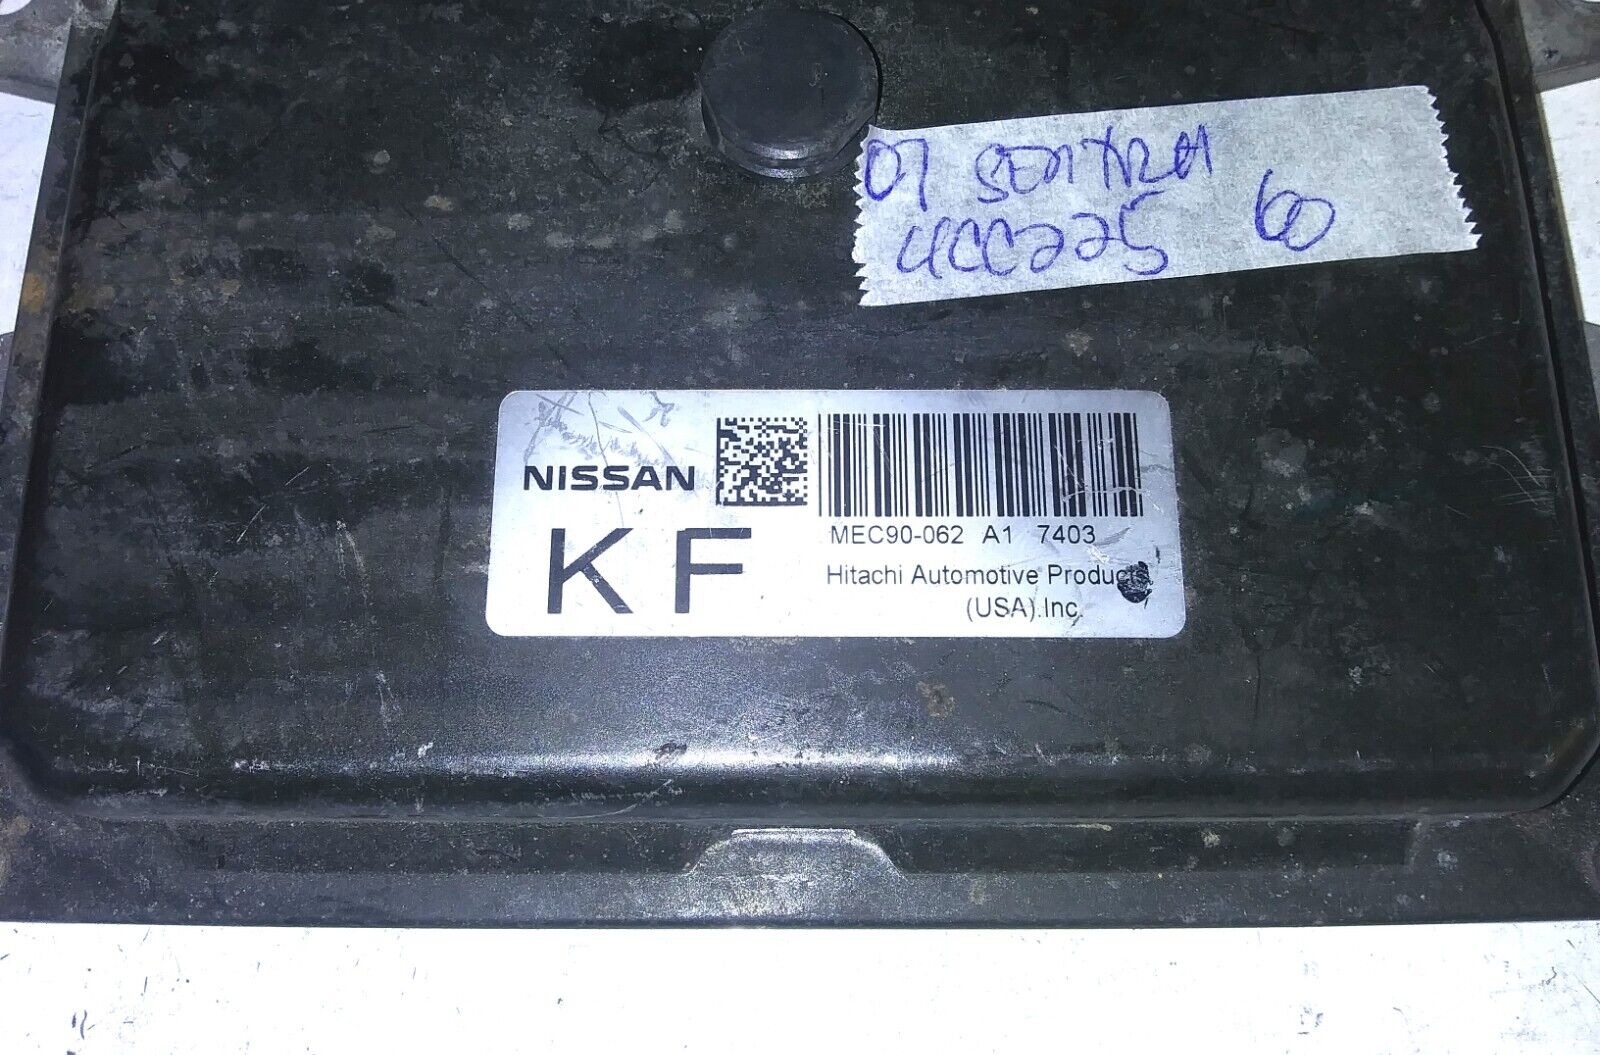 07 SENTRA
4CC225 60
NISSAN
KF
MEC90-062 A1 7403
Hitachi Automotive Products
(USA).Inc.